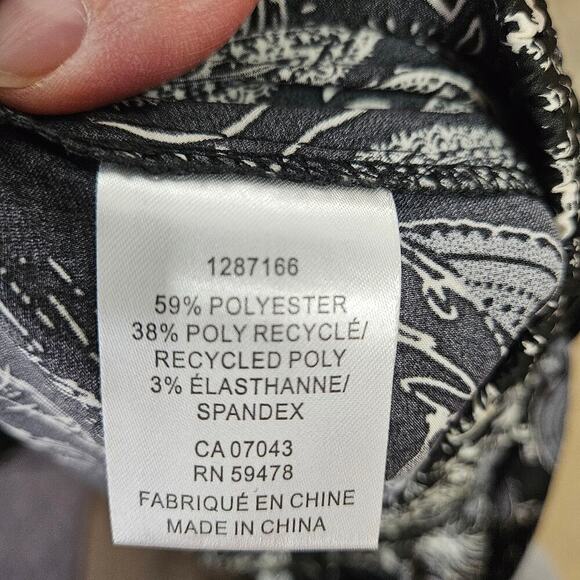 1287166
59% POLYESTER
38% POLY RECYCLÉ/
RECYCLED POLY
3% ÉLASTHANNE/
SPANDEX
CA 07043
RN 59478
FABRIQUÉ EN CHINE
MADE IN CHINA